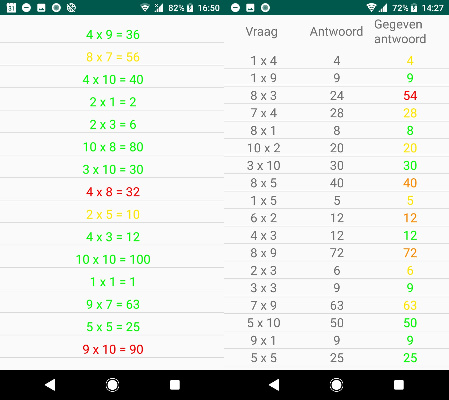 31 82% 16:50
4 x 9 = 36
8 x 7 = 56
4 x 10 = 40
2 x 1 = 2
2 x 3 = 6
10 x 8 = 80
3 x 10 = 30
4 x 8 = 32
2 x 5 = 10
4 x 3 = 12
10 x 10 = 100
1 x 1 = 1
9 x 7 = 63
5 x 5 = 25
9 x 10 = 90
72% 14:27
Vraag Antwoord Gegeven antwoord
1 x 4 4 4
1 x 9 9 9
8 x 3 24 54
7 x 4 28 28
8 x 1 8 8
10 x 2 20 20
3 x 10 30 30
8 x 5 40 40
1 x 5 5 5
6 x 2 12 12
4 x 3 12 12
8 x 9 72 72
2 x 3 6 6
3 x 3 9 9
7 x 9 63 63
5 x 10 50 50
9 x 1 9 9
5 x 5 25 25